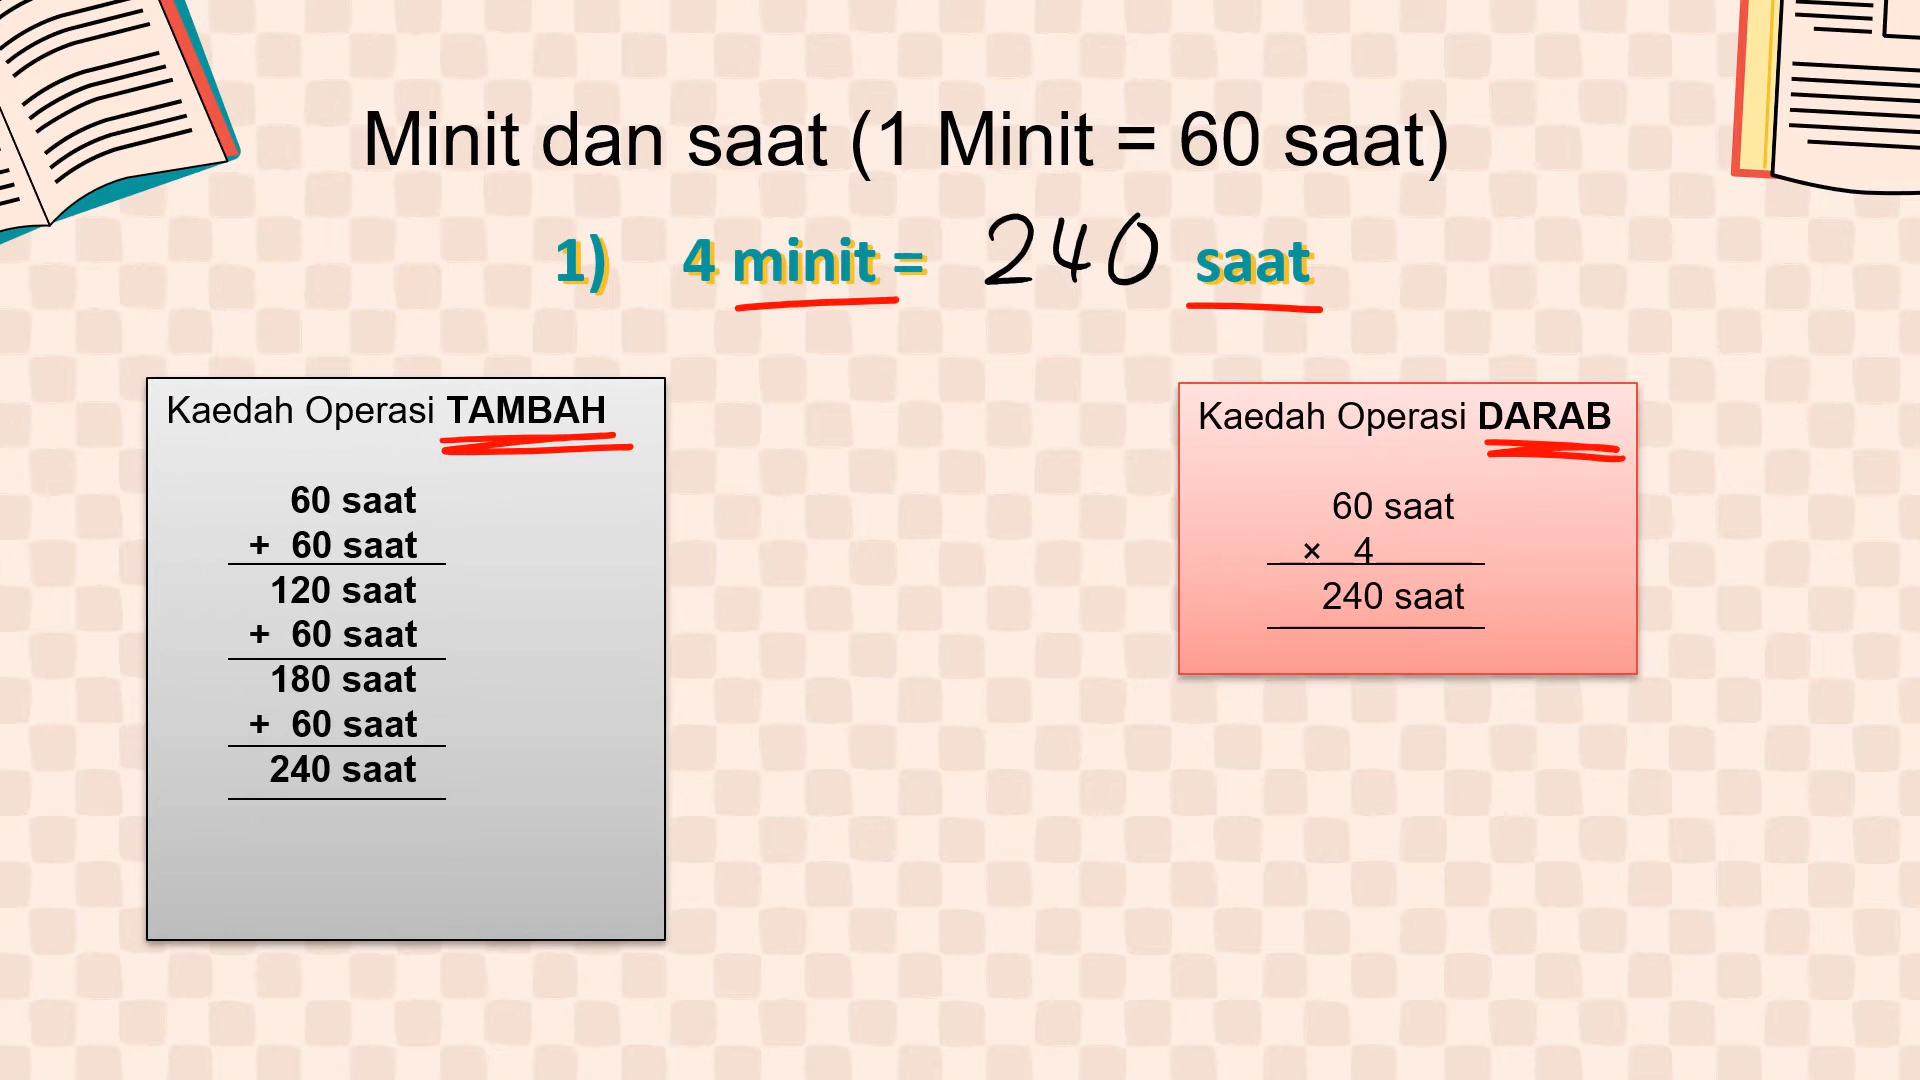 Minit dan saat (1 Minit = 60 saat)
1) 4 minit = 240 saat
Kaedah Operasi TAMBAH
60 saat
+ 60 saat
120 saat
+ 60 saat
180 saat
+ 60 saat
240 saat
Kaedah Operasi DARAB
60 saat
× 4
240 saat